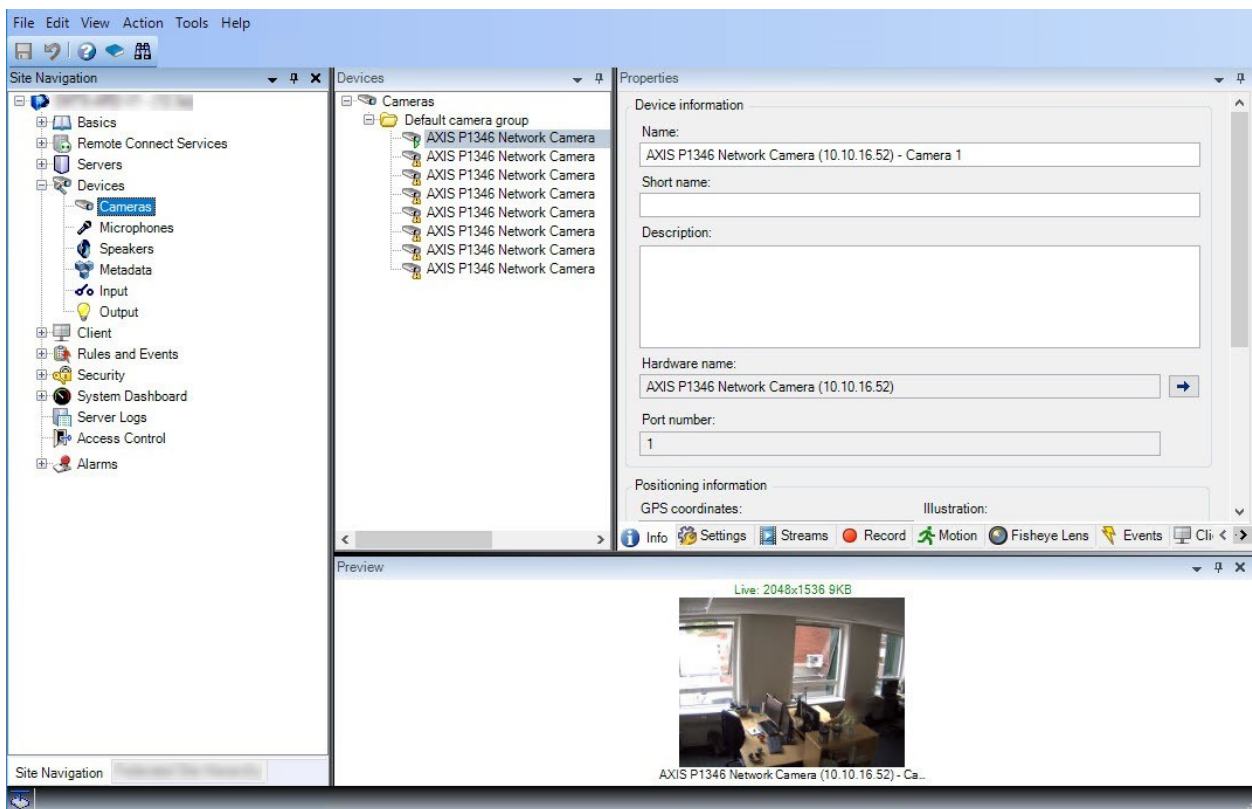 File Edit View Action Tools Help
Site Navigation
Basics
Remote Connect Services
Servers
Devices
Cameras
Microphones
Speakers
Metadata
Input
Output
Client
Rules and Events
Security
System Dashboard
Server Logs
Access Control
Alarms
Site Navigation
Devices
Cameras
Default camera group
AXIS P1346 Network Camera
AXIS P1346 Network Camera
AXIS P1346 Network Camera
AXIS P1346 Network Camera
AXIS P1346 Network Camera
AXIS P1346 Network Camera
AXIS P1346 Network Camera
AXIS P1346 Network Camera
Properties
Device information
Name:
AXIS P1346 Network Camera (10.10.16.52) - Camera 1
Short name:
Description:
Hardware name:
AXIS P1346 Network Camera (10.10.16.52)
Port number:
1
Positioning information
GPS coordinates: Illustration:
Info Settings Streams Record Motion Fisheye Lens Events Cli
Preview
Live: 2048x1536 9KB
AXIS P1346 Network Camera (10.10.16.52) - Ca...